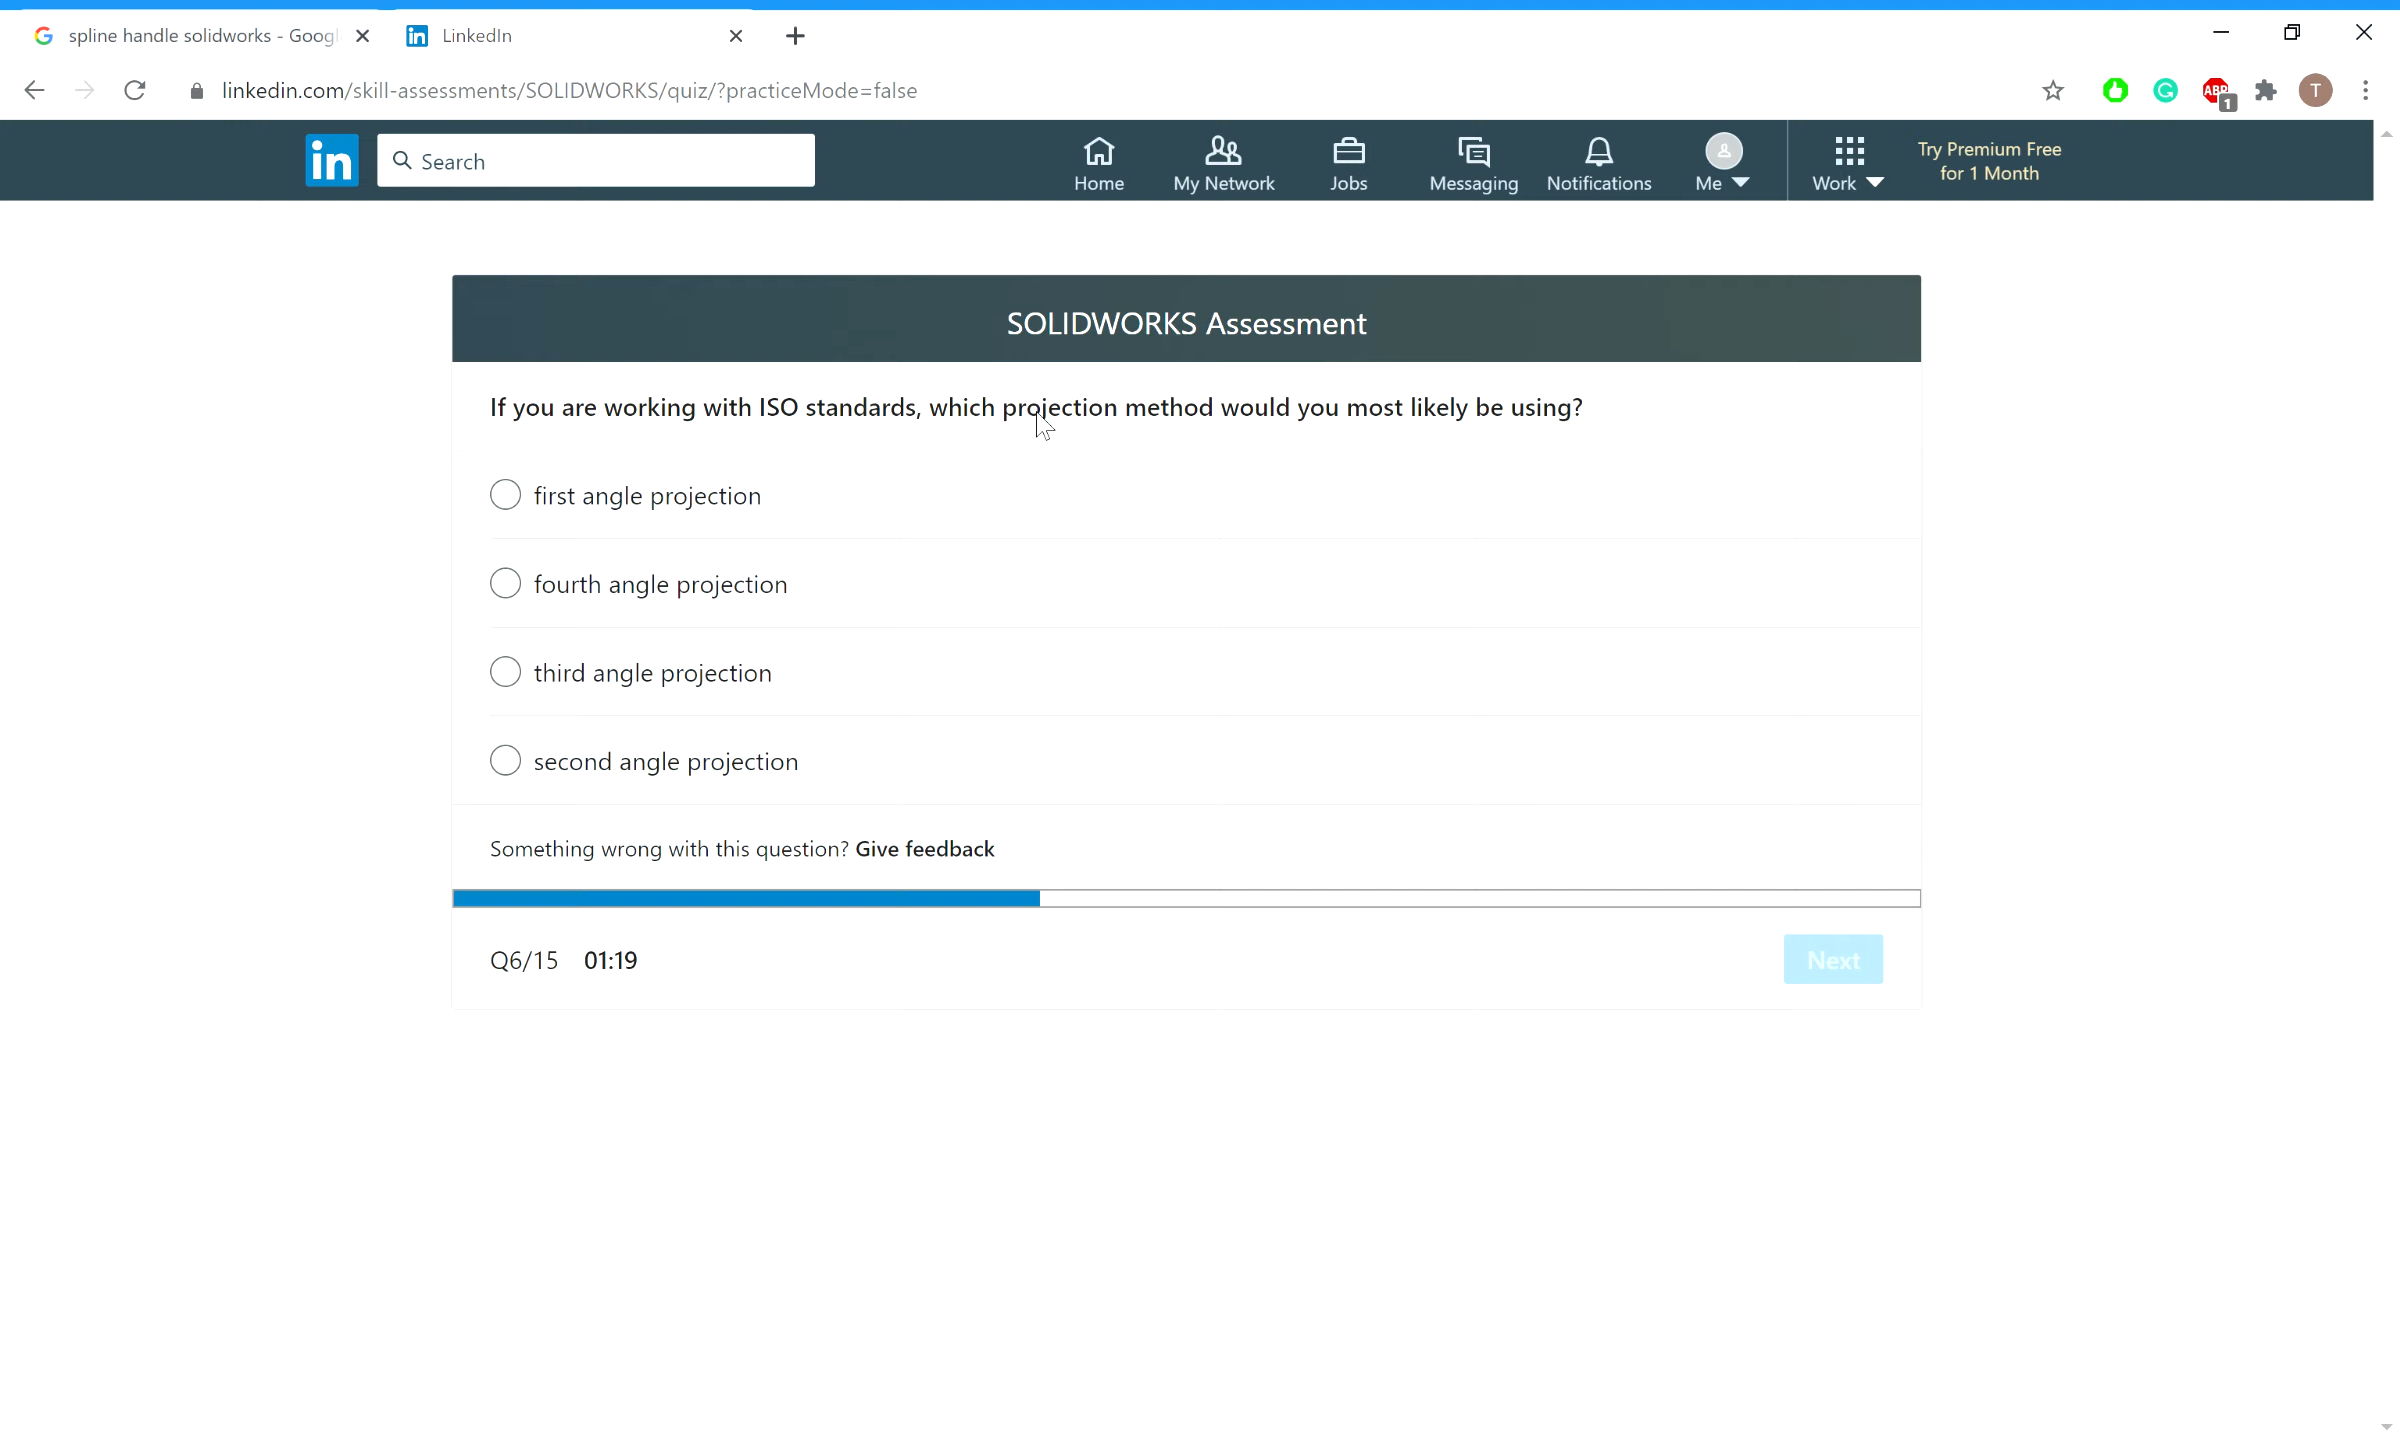 spline handle solidworks - Googl
LinkedIn
linkedin.com/skill-assessments/SOLIDWORKS/quiz/?practiceMode=false
ABP
1
T
in
Search
Home
My Network
Jobs
Messaging
Notifications
Me
Work
Try Premium Free
for 1 Month
SOLIDWORKS Assessment
If you are working with ISO standards, which projection method would you most likely be using?
first angle projection
fourth angle projection
third angle projection
second angle projection
Something wrong with this question? Give feedback
Q6/15 01:19
Next